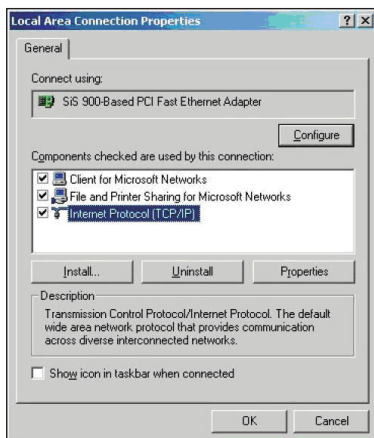 Local Area Connection Properties
General
Connect using:
SiS 900-Based PCI Fast Ethernet Adapter
Configure
Components checked are used by this connection:
Client for Microsoft Networks
File and Printer Sharing for Microsoft Networks
Internet Protocol (TCP/IP)
Install... Uninstall Properties
Description
Transmission Control Protocol/Internet Protocol. The default
wide area network protocol that provides communication
across diverse interconnected networks.
Show icon in taskbar when connected
OK Cancel